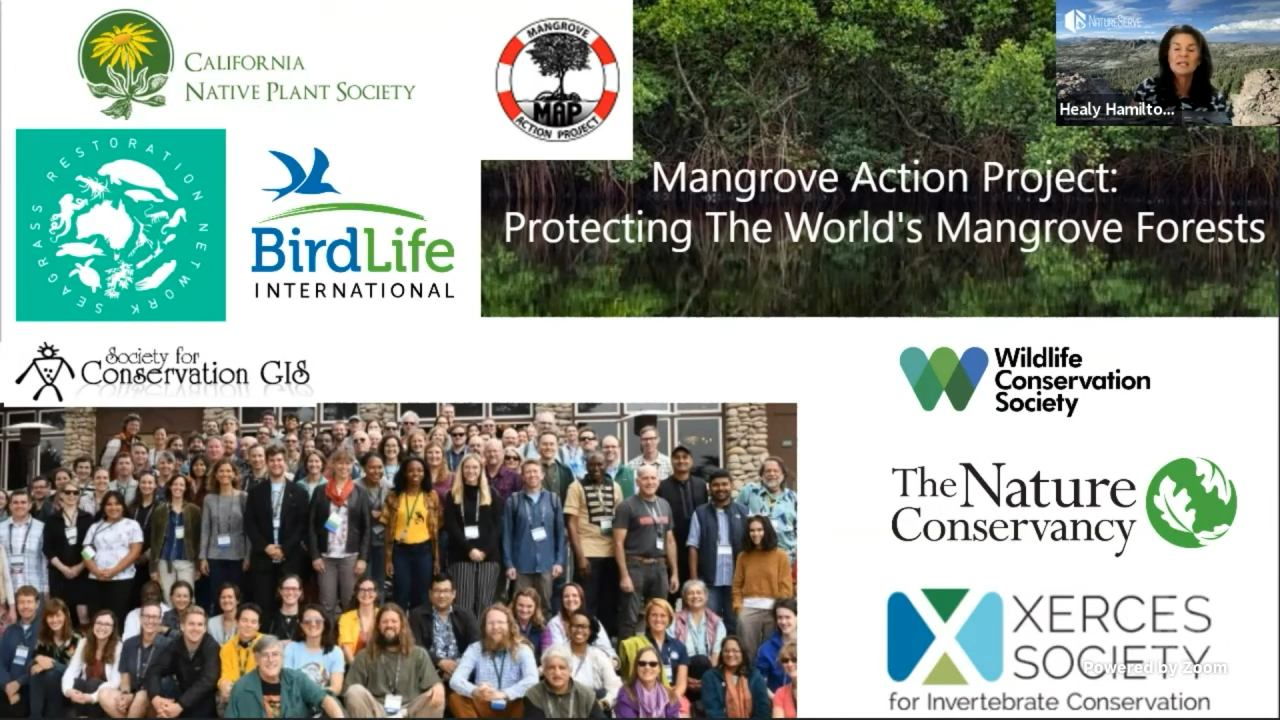 CALIFORNIA
NATIVE PLANT SOCIETY
MANGROVE
MAP
ACTION PROJECT
NATURESERVE
Healy Hamilto...
SEAGRASS RESTORATION NETWORK
BirdLife
INTERNATIONAL
Mangrove Action Project:
Protecting The World's Mangrove Forests
Society for
Conservation GIS
Wildlife
Conservation
Society
The Nature
Conservancy
XERCES
SOCIETY
Powered by Zoom
for Invertebrate Conservation